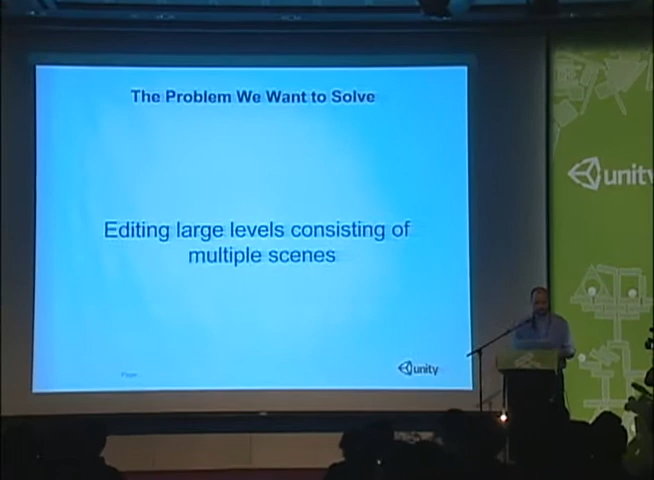 The Problem We Want to Solve
unity
Editing large levels consisting of
multiple scenes
unity